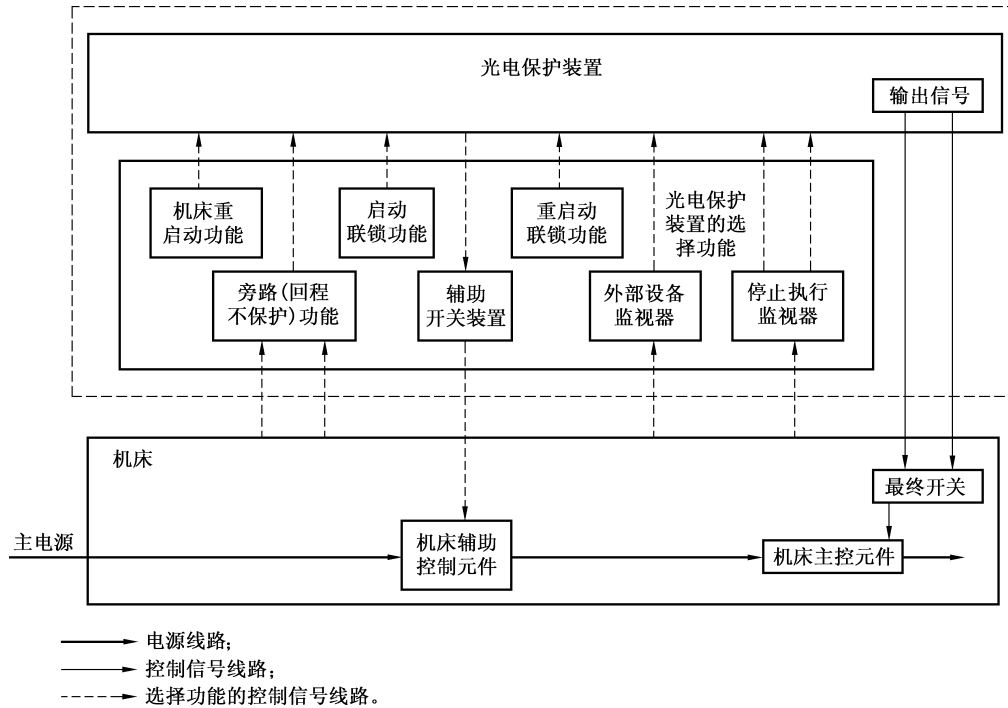 光电保护装置
输出信号
机床重
启动功能
启动
联锁功能
重启动
联锁功能
光电保护
装置的选
择功能
旁路(回程
不保护)功能
辅助
开关装置
外部设备
监视器
停止执行
监视器
机床
最终开关
主电源
机床辅助
控制元件
机床主控元件
电源线路;
控制信号线路;
选择功能的控制信号线路。